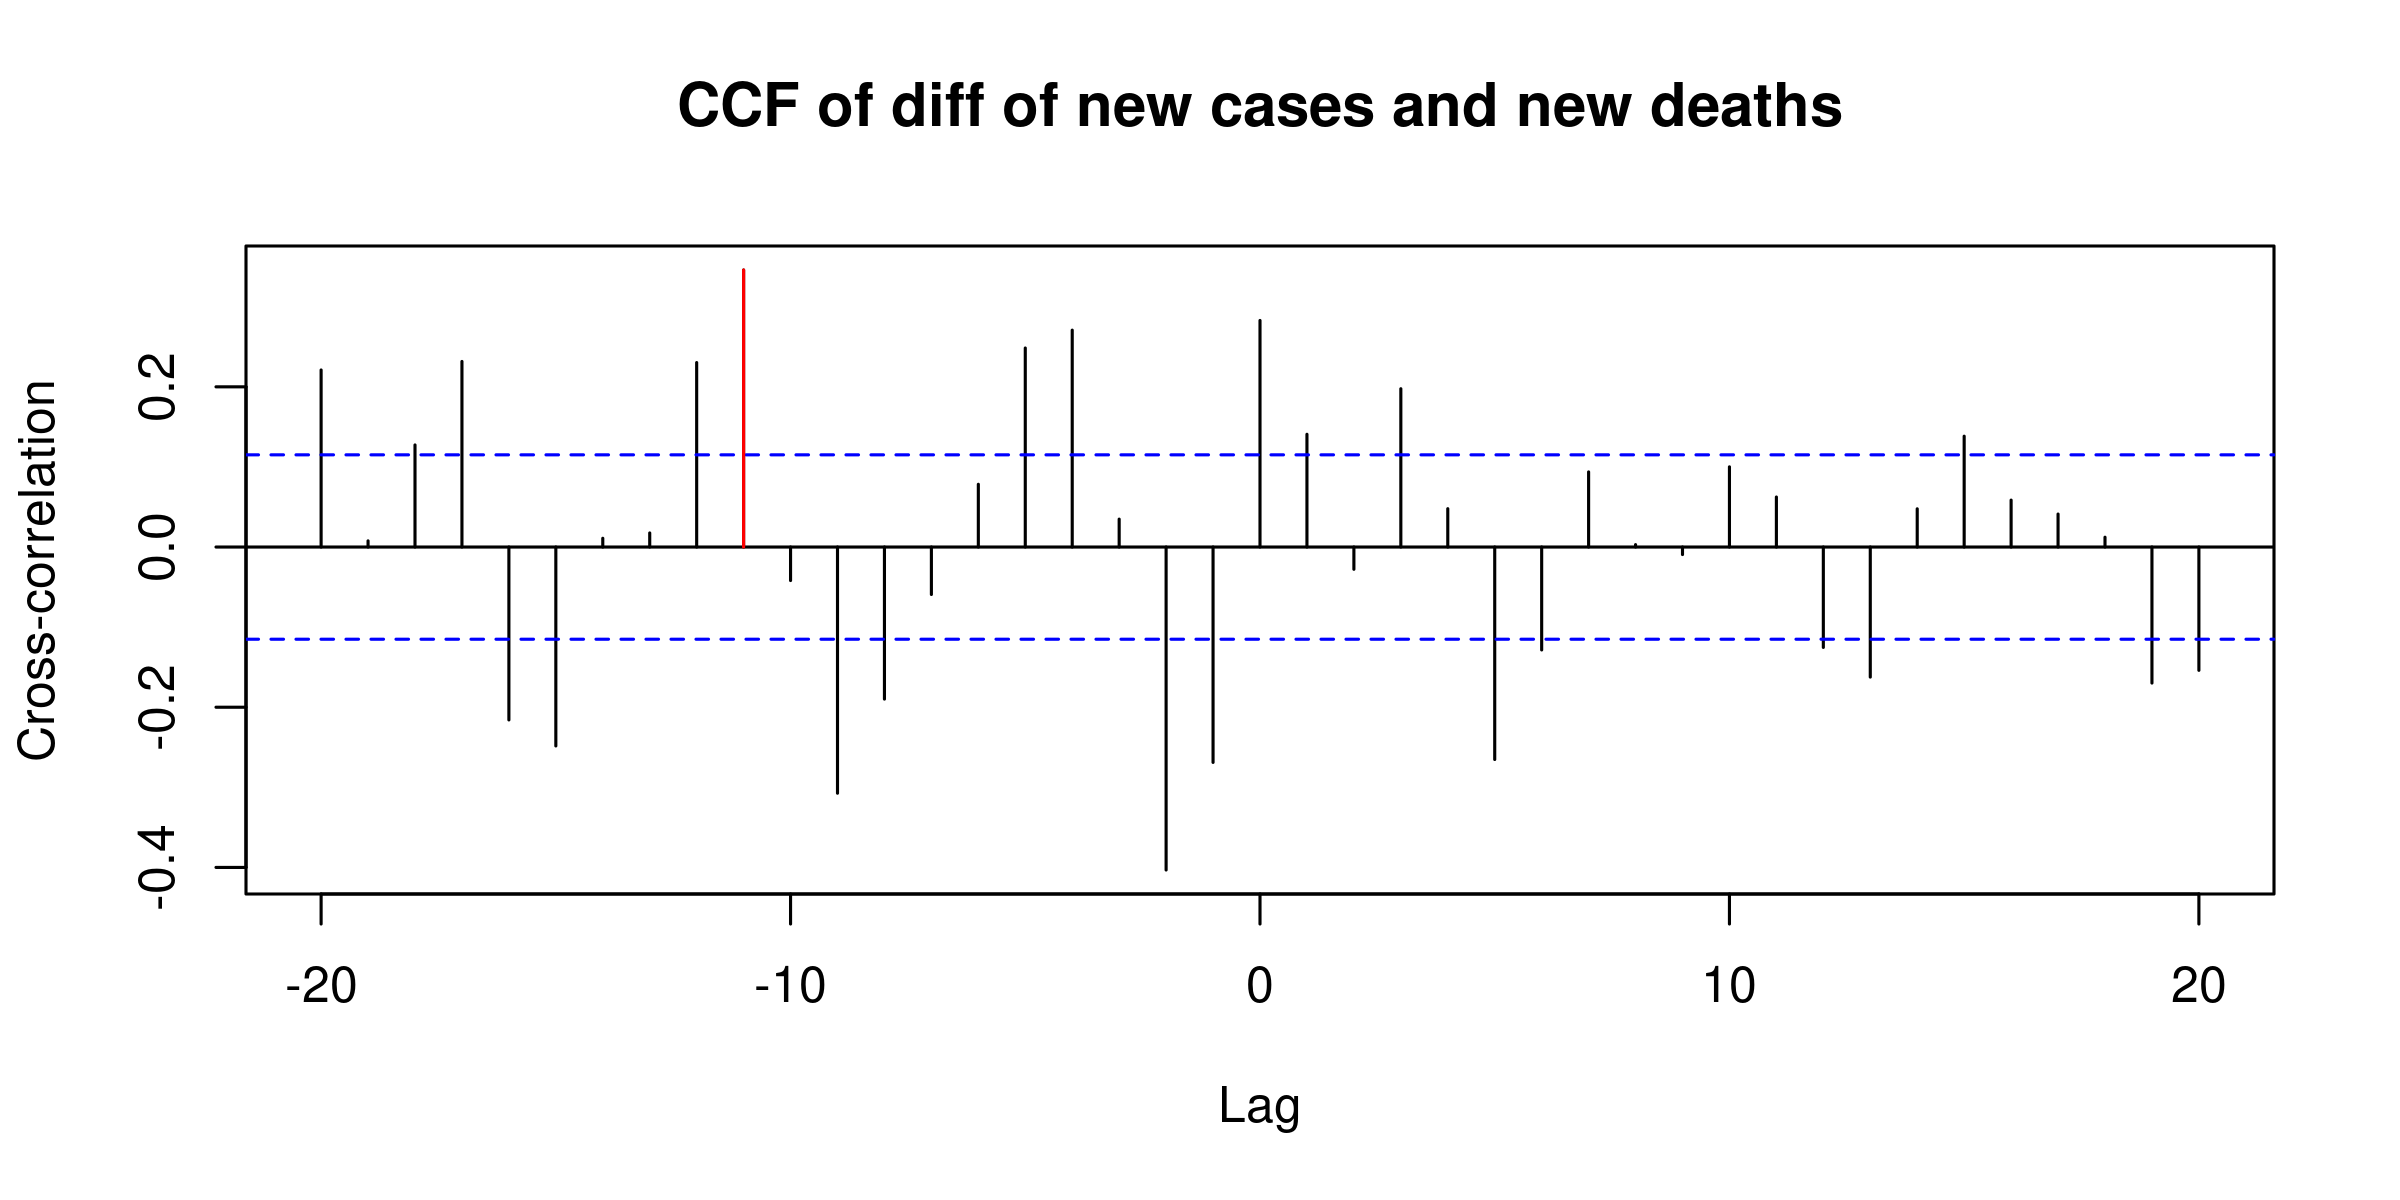 CCF of diff of new cases and new deaths
Cross-correlation
0.2
0.0
-0.2
-0.4
-20 -10 0 10 20
Lag